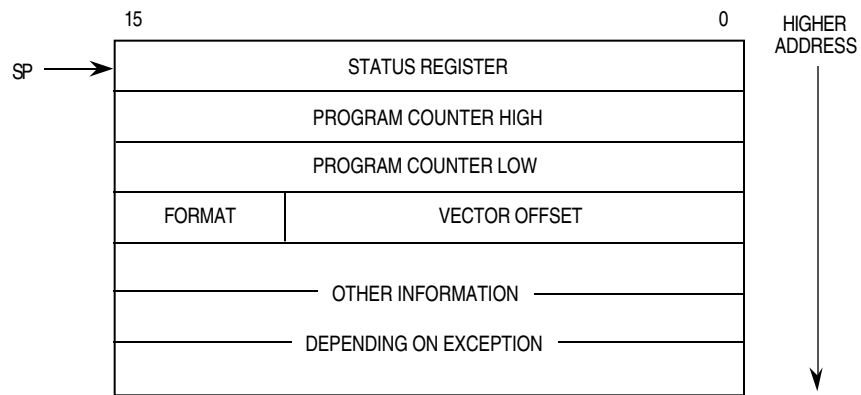 15 0
HIGHER
ADDRESS
SP
STATUS REGISTER
PROGRAM COUNTER HIGH
PROGRAM COUNTER LOW
FORMAT VECTOR OFFSET
OTHER INFORMATION
DEPENDING ON EXCEPTION